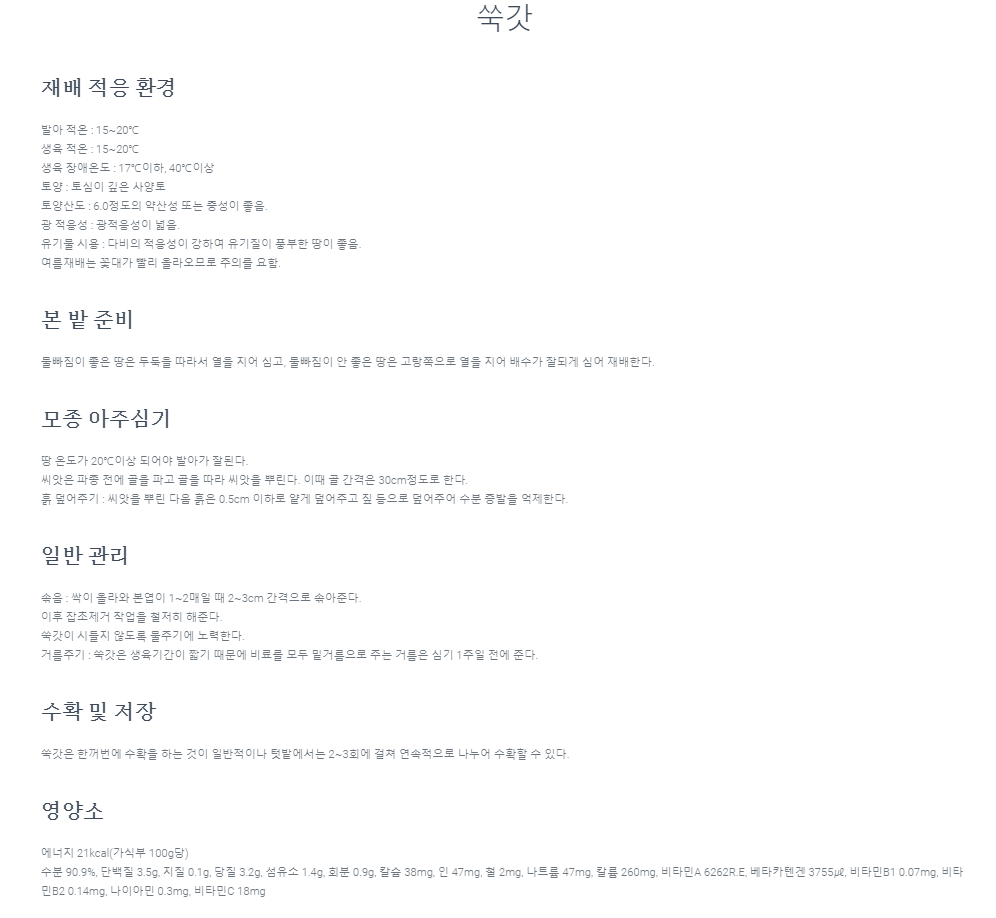 쑥갓
재배 적응 환경
발아 적온 : 15~20℃
생육 적온 : 15~20℃
생육 장애온도 : 17℃이하, 40℃이상
토양 : 토심이 깊은 사양토
토양산도 : 6.0정도의 약산성 또는 중성이 좋음.
광 적응성 : 광적응성이 넓음.
유기물 시용 : 다비의 적응성이 강하여 유기질이 풍부한 땅이 좋음.
여름재배는 꽃대가 빨리 올라오므로 주의를 요함.
본 밭 준비
물빠짐이 좋은 땅은 두둑을 따라서 열을 지어 심고, 물빠짐이 안 좋은 땅은 고랑쪽으로 열을 지어 배수가 잘되게 심어 재배한다.
모종 아주심기
땅 온도가 20℃이상 되어야 발아가 잘된다.
씨앗은 파종 전에 골을 파고 골을 따라 씨앗을 뿌린다. 이때 골 간격은 30cm정도로 한다.
흙 덮어주기 : 씨앗을 뿌린 다음 흙은 0.5cm 이하로 얕게 덮어주고 짚 등으로 덮어주어 수분 증발을 억제한다.
일반 관리
솎음 : 싹이 올라와 본엽이 1~2매일 때 2~3cm 간격으로 솎아준다.
이후 잡초제거 작업을 철저히 해준다.
쑥갓이 시들지 않도록 물주기에 노력한다.
거름주기 : 쑥갓은 생육기간이 짧기 때문에 비료를 모두 밑거름으로 주는 거름은 심기 1주일 전에 준다.
수확 및 저장
쑥갓은 한꺼번에 수확을 하는 것이 일반적이나 텃밭에서는 2~3회에 걸쳐 연속적으로 나누어 수확할 수 있다.
영양소
에너지 21kcal(가식부 100g당)
수분 90.9%, 단백질 3.5g, 지질 0.1g, 당질 3.2g, 섬유소 1.4g, 회분 0.9g, 칼슘 38mg, 인 47mg, 철 2mg, 나트륨 47mg, 칼륨 260mg, 비타민A 6262R.E, 베타카텐겐 3755㎕, 비타민B1 0.07mg, 비타
민B2 0.14mg, 나이아민 0.3mg, 비타민C 18mg